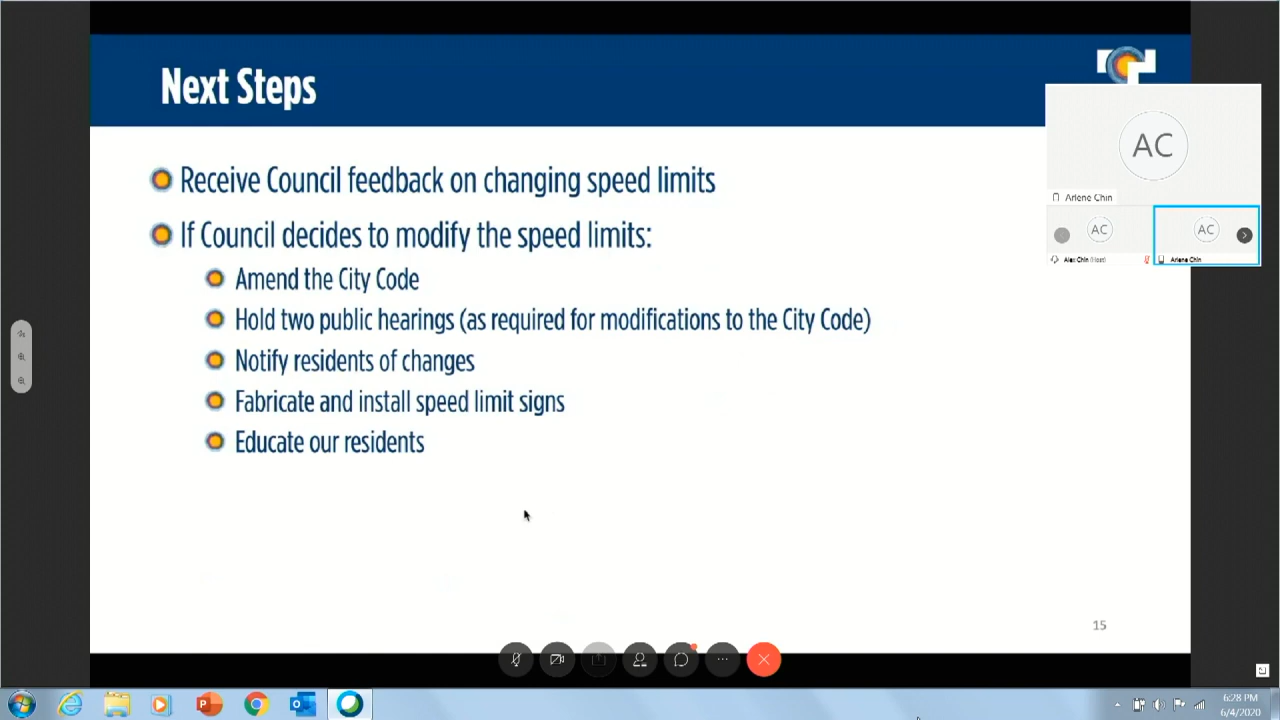 Next Steps
Receive Council feedback on changing speed limits
If Council decides to modify the speed limits:
Amend the City Code
Hold two public hearings (as required for modifications to the City Code)
Notify residents of changes
Fabricate and install speed limit signs
Educate our residents
15
AC
Arlene Chin
AC
AC
Alex Chin (Host)
Arlene Chin
6:28 PM
6/4/2020